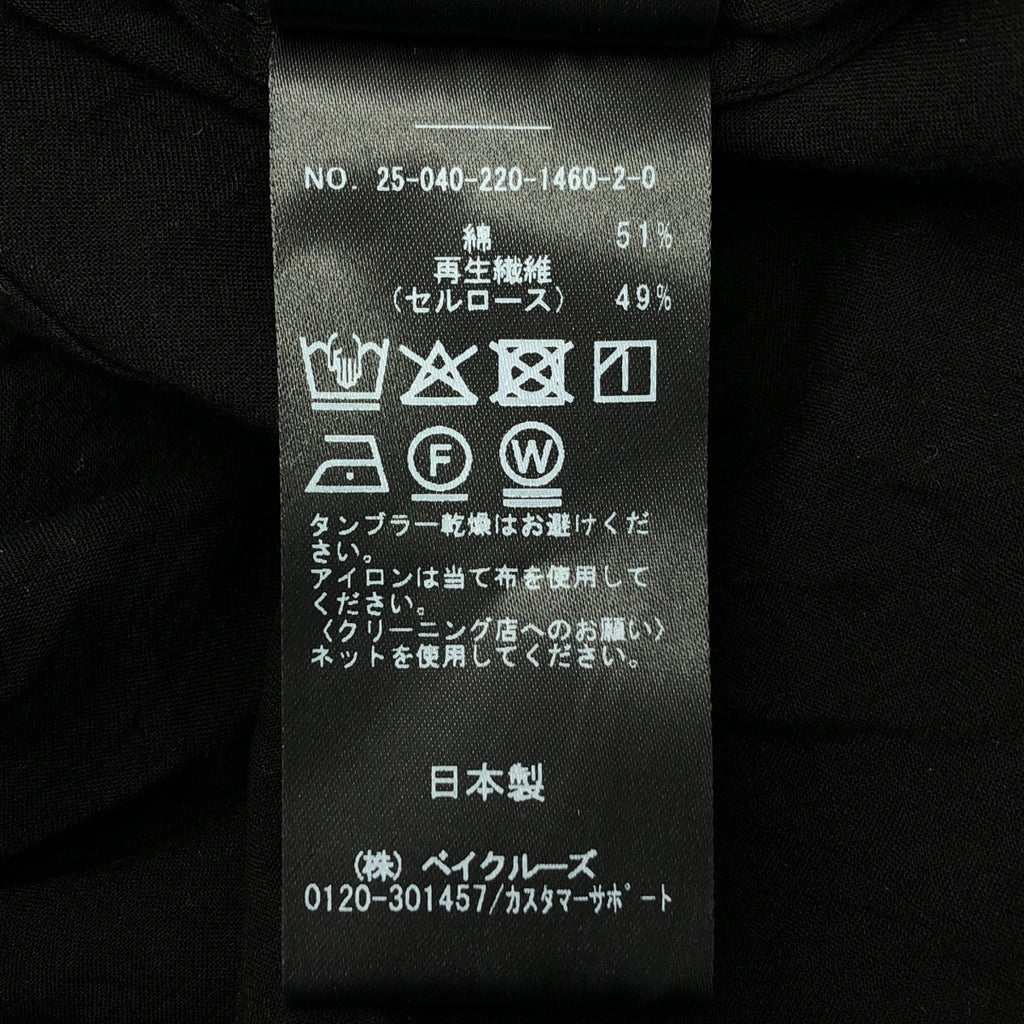 NO. 25-040-220-1460-2-0
綿 51%
再生繊維
(セルロース) 49%
F W
タンブラー乾燥はお避けくだ
さい。
アイロンは当て布を使用して
ください。
〈クリーニング店へのお願い〉
ネットを使用してください。
日本製
(株) ベイクルーズ
0120-301457/カスタマーサポート